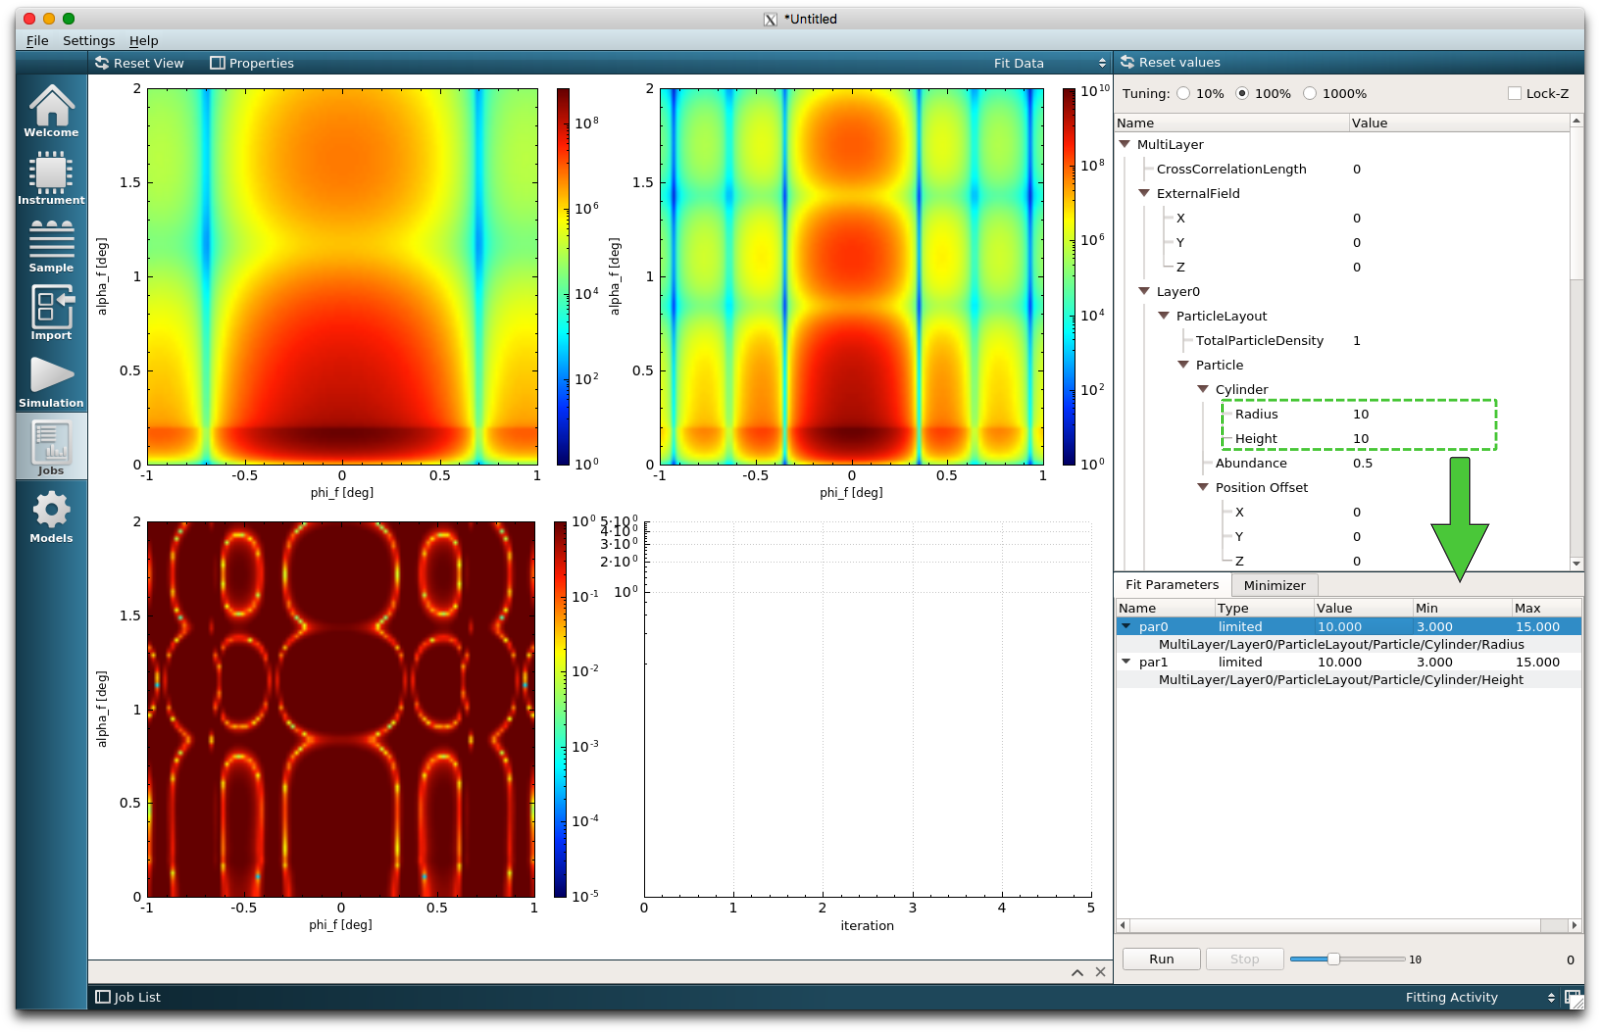 *Untitled
File Settings Help
Reset View Properties Fit Data
Reset values
Welcome
Instrument
Sample
Import
Simulation
Jobs
Models
2
1.5
1
0.5
0
-1 -0.5 0 0.5 1
alpha_f [deg]
phi_f [deg]
10^8
10^6
10^4
10^2
10^0
2
1.5
1
0.5
0
-1 -0.5 0 0.5 1
alpha_f [deg]
phi_f [deg]
10^10
10^8
10^6
10^4
10^2
10^0
2
1.5
1
0.5
0
-1 -0.5 0 0.5 1
alpha_f [deg]
phi_f [deg]
10^0
10^-1
10^-2
10^-3
10^-4
10^-5
5·10^0
4·10^0
3·10^0
2·10^0
10^0
0 1 2 3 4 5
iteration
Tuning: 10% 100% 1000% Lock-Z
Name Value
MultiLayer
CrossCorrelationLength 0
ExternalField
X 0
Y 0
Z 0
Layer0
ParticleLayout
TotalParticleDensity 1
Particle
Cylinder
Radius 10
Height 10
Abundance 0.5
Position Offset
X 0
Y 0
Z 0
Fit Parameters Minimizer
Name Type Value Min Max
par0 limited 10.000 3.000 15.000
MultiLayer/Layer0/ParticleLayout/Particle/Cylinder/Radius
par1 limited 10.000 3.000 15.000
MultiLayer/Layer0/ParticleLayout/Particle/Cylinder/Height
Run Stop 10 0
Job List Fitting Activity